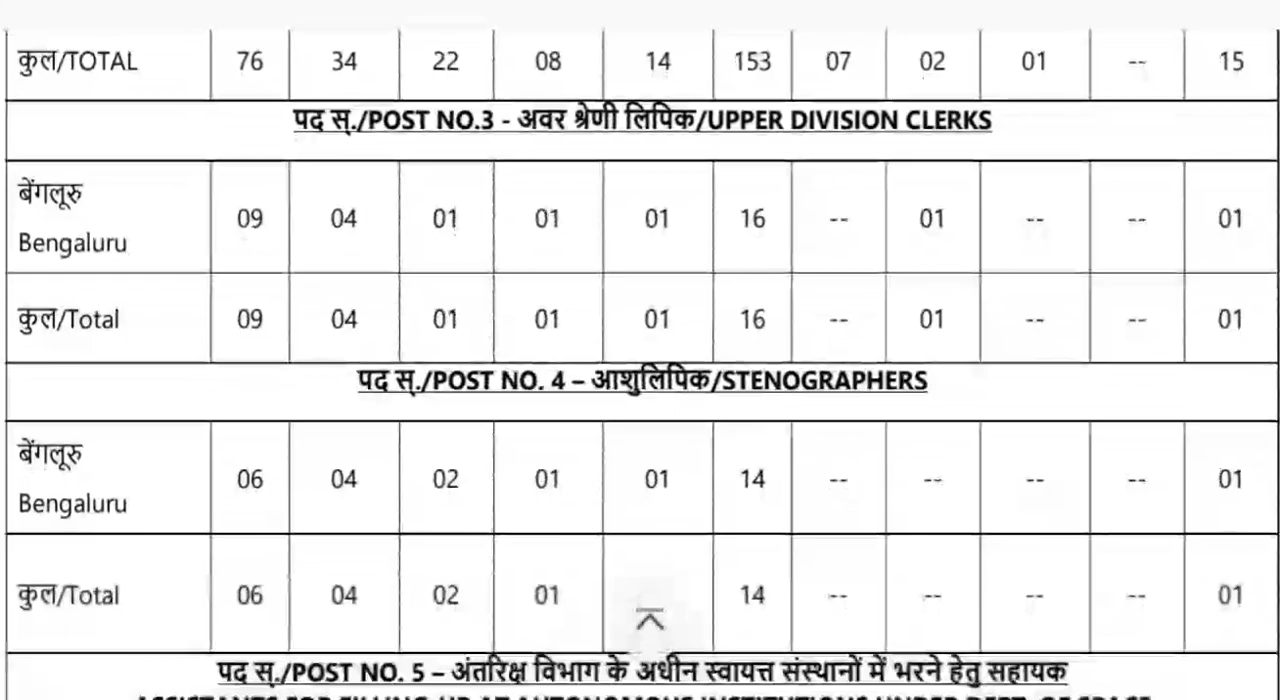 कुल/TOTAL 76 34 22 08 14 153 07 02 01 -- 15
पद स्./POST NO.3 - अवर श्रेणी लिपिक/UPPER DIVISION CLERKS
बेंगलूरु
09 04 01 01 01 16 -- 01 -- -- 01
Bengaluru
कुल/Total 09 04 01 01 01 16 -- 01 -- -- 01
पद स्./POST NO. 4 – आशुलिपिक/STENOGRAPHERS
बेंगलूरु
06 04 02 01 01 14 -- -- -- -- 01
Bengaluru
कुल/Total 06 04 02 01 14 -- -- -- -- 01
पद स्./POST NO. 5 – अंतरिक्ष विभाग के अधीन स्वायत्त संस्थानों में भरने हेतु सहायक